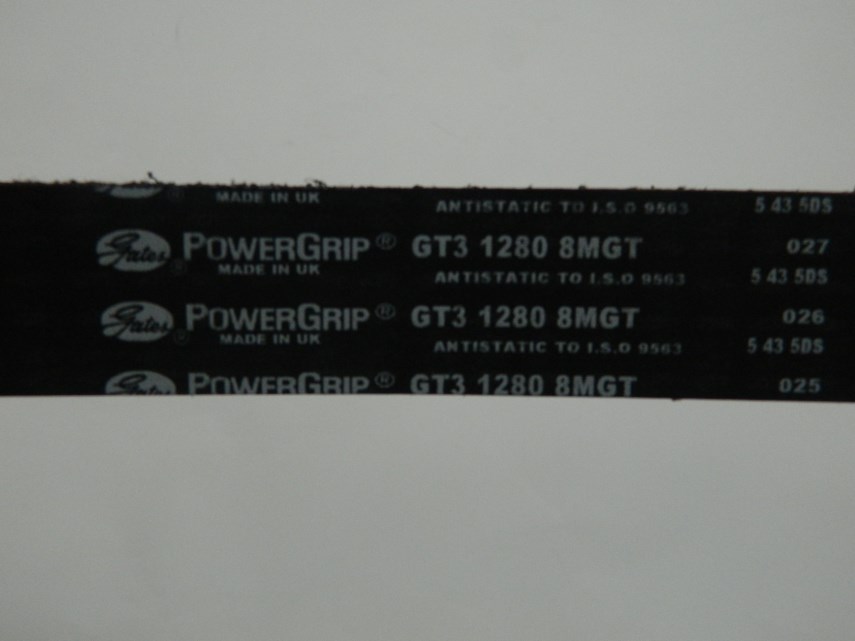 MADE IN UK
ANTISTATIC TO I.S.O 9563 5 43 5DS
Gates® POWERGRIP® GT3 1280 8MGT 027
MADE IN UK
ANTISTATIC TO I.S.O 9563 5 43 5DS
Gates® POWERGRIP® GT3 1280 8MGT 026
MADE IN UK
ANTISTATIC TO I.S.O 9563 5 43 5DS
Gates POWERGRIP® GT3 1280 8MGT 025